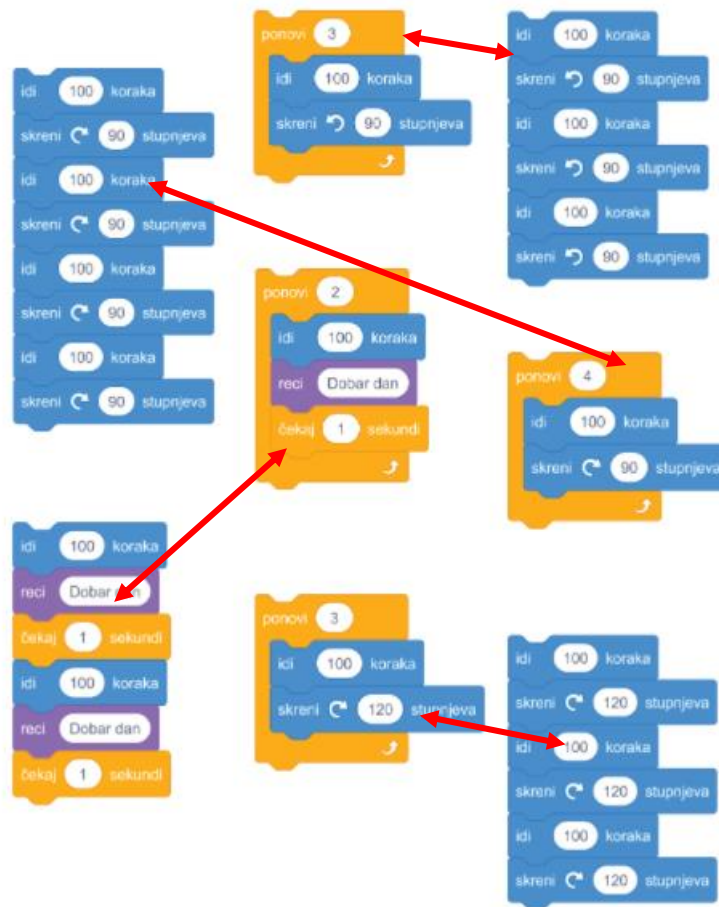 idi 100 koraka
skreni 90 stupnjeva
idi 100 koraka
skreni 90 stupnjeva
idi 100 koraka
skreni 90 stupnjeva
idi 100 koraka
skreni 90 stupnjeva
ponovi 3
idi 100 koraka
skreni 90 stupnjeva
idi 100 koraka
skreni 90 stupnjeva
idi 100 koraka
skreni 90 stupnjeva
idi 100 koraka
skreni 90 stupnjeva
ponovi 2
idi 100 koraka
reci Dobar dan
čekaj 1 sekundi
ponovi 4
idi 100 koraka
skreni 90 stupnjeva
idi 100 koraka
reci Dobar dan
čekaj 1 sekundi
idi 100 koraka
reci Dobar dan
čekaj 1 sekundi
ponovi 3
idi 100 koraka
skreni 120 stupnjeva
idi 100 koraka
skreni 120 stupnjeva
idi 100 koraka
skreni 120 stupnjeva
idi 100 koraka
skreni 120 stupnjeva